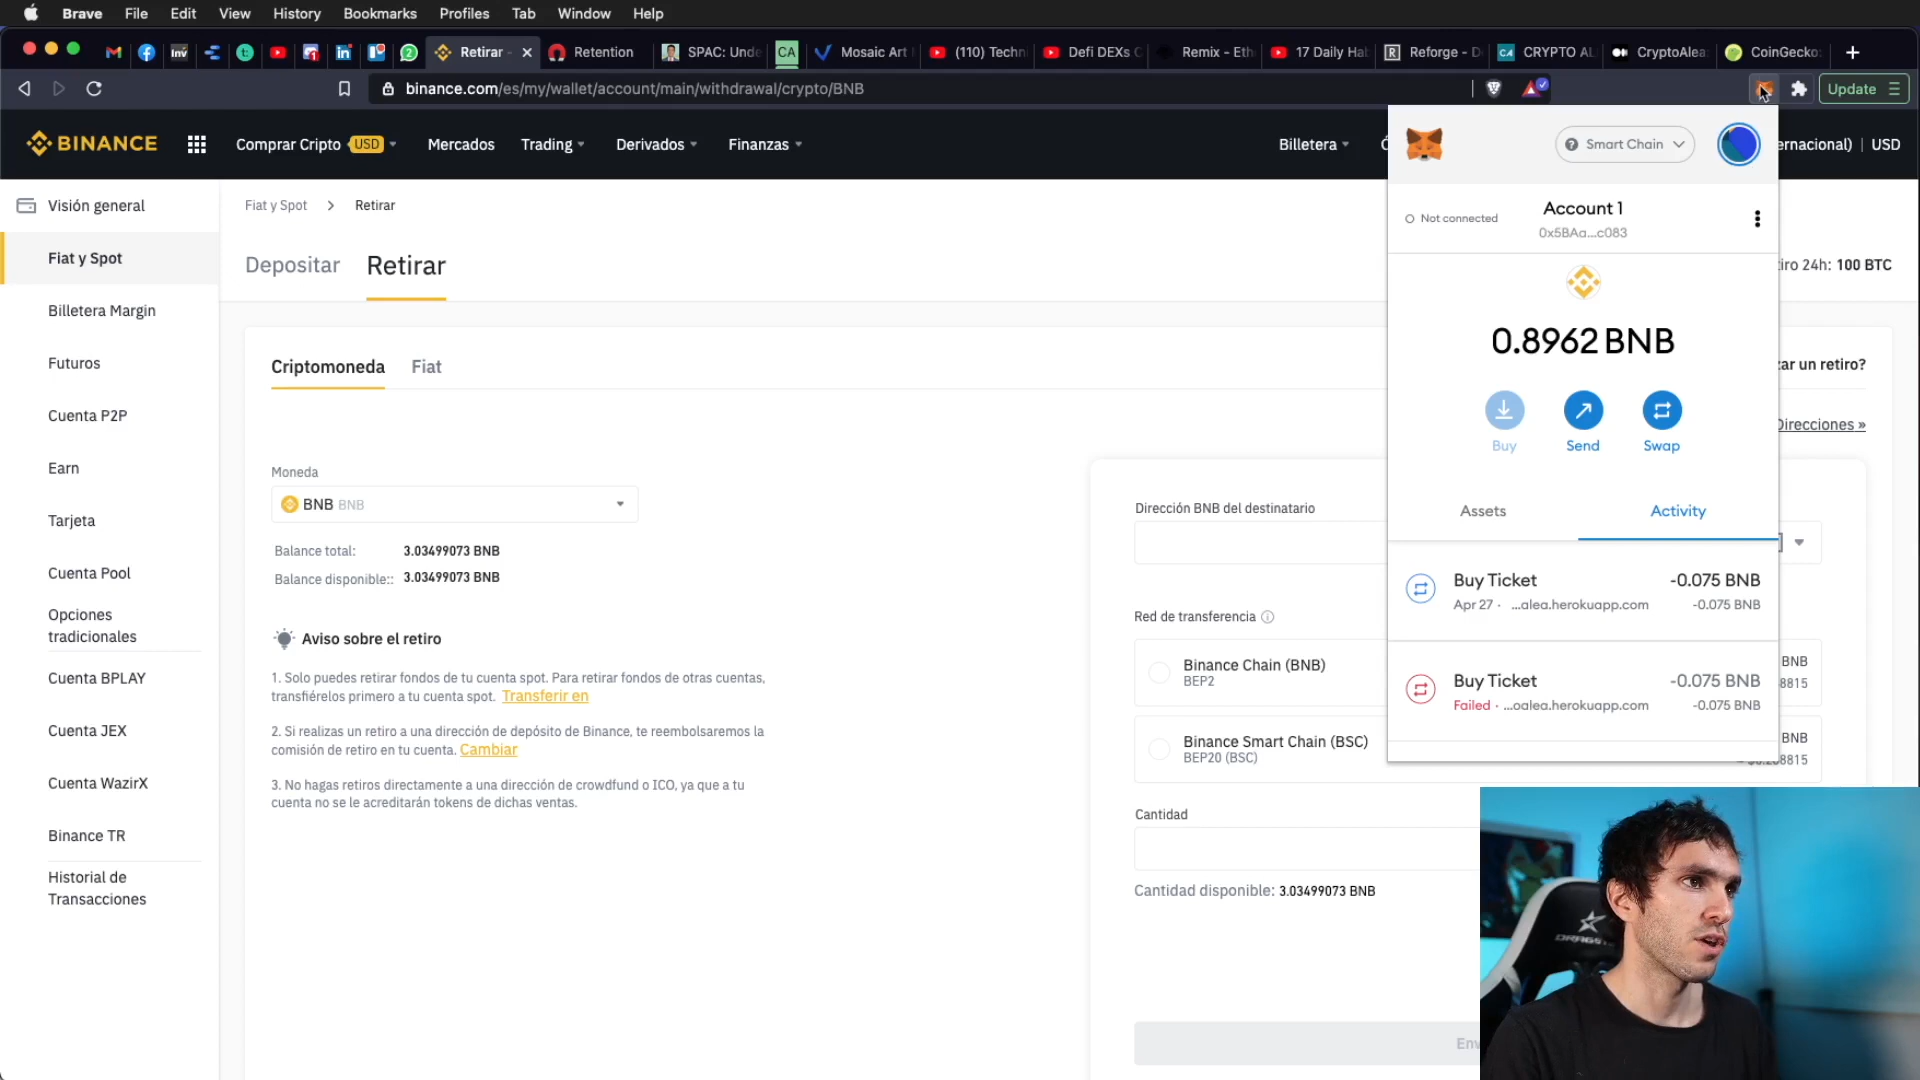 Brave File Edit View History Bookmarks Profiles Tab Window Help
Retirar - Retention SPAC: Unde CA Mosaic Art (110) Techn Defi DEXs Remix - Eth 17 Daily Hab Reforge - D CRYPTO AL CryptoAlea CoinGecko:
binance.com/es/my/wallet/account/main/withdrawal/crypto/BNB
Update
BINANCE
Comprar Cripto USD
Mercados
Trading
Derivados
Finanzas
Billetera
ernacional) | USD
Visión general
Fiat y Spot
Billetera Margin
Futuros
Cuenta P2P
Earn
Tarjeta
Cuenta Pool
Opciones
tradicionales
Cuenta BPLAY
Cuenta JEX
Cuenta WazirX
Binance TR
Historial de
Transacciones
Fiat y Spot > Retirar
Depositar Retirar
iro 24h: 100 BTC
Criptomoneda Fiat
zar un retiro?
Direcciones »
Moneda
BNB BNB
Balance total: 3.03499073 BNB
Balance disponible:: 3.03499073 BNB
Aviso sobre el retiro
1. Solo puedes retirar fondos de tu cuenta spot. Para retirar fondos de otras cuentas,
transfiérelos primero a tu cuenta spot. Transferir en
2. Si realizas un retiro a una dirección de depósito de Binance, te reembolsaremos la
comisión de retiro en tu cuenta. Cambiar
3. No hagas retiros directamente a una dirección de crowdfund o ICO, ya que a tu
cuenta no se le acreditarán tokens de dichas ventas.
Dirección BNB del destinatario
Red de transferencia
Binance Chain (BNB)
BEP2
BNB
8815
Binance Smart Chain (BSC)
BEP20 (BSC)
BNB
8815
Cantidad
Cantidad disponible: 3.03499073 BNB
Env
Smart Chain
Not connected
Account 1
0x5BAa...c083
0.8962 BNB
Buy Send Swap
Assets Activity
Buy Ticket -0.075 BNB
Apr 27 · ...alea.herokuapp.com -0.075 BNB
Buy Ticket -0.075 BNB
Failed · ...oalea.herokuapp.com -0.075 BNB